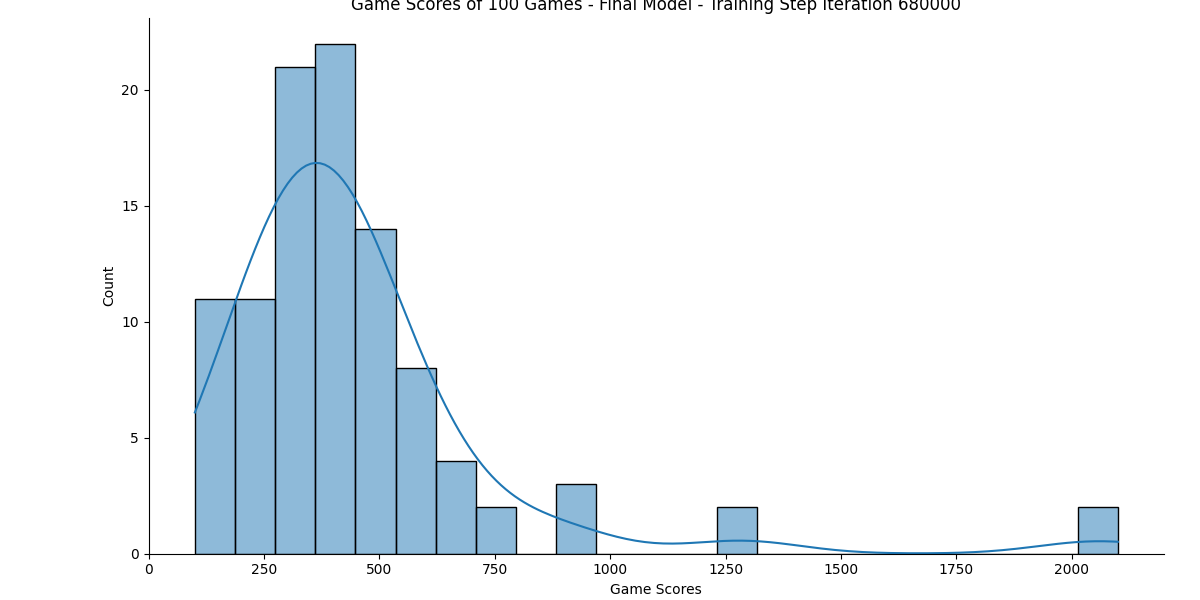 Game Scores of 100 Games - Final Model - Training Step Iteration 680000
20
15
10
5
0
Count
0 250 500 750 1000 1250 1500 1750 2000
Game Scores